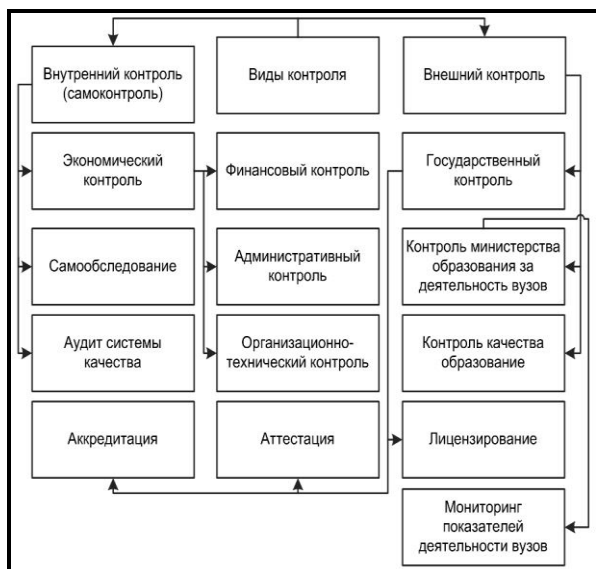 Внутренний контроль
(самоконтроль)
Виды контроля
Внешний контроль
Экономический
контроль
Финансовый контроль
Государственный
контроль
Самообследование
Административный
контроль
Контроль министерства
образования за
деятельность вузов
Аудит системы
качества
Организационно-
технический контроль
Контроль качества
образование
Аккредитация
Аттестация
Лицензирование
Мониторинг
показателей
деятельности вузов